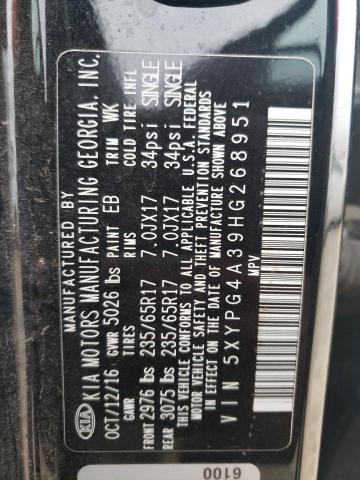 MANUFACTURED BY
KIA KIA MOTORS MANUFACTURING GEORGIA, INC.
OCT/12/16 GVWR 5026 lbs PAINT EB TRIM WK
GAWR TIRES RIMS COLD TIRE INFL
FRONT 2976 lbs 235/65R17 7.0JX17 34psi SINGLE
REAR 3075 lbs 235/65R17 7.0JX17 34psi SINGLE
THIS VEHICLE CONFORMS TO ALL APPLICABLE U.S.A. FEDERAL
MOTOR VEHICLE SAFETY AND THEFT PREVENTION STANDARDS
IN EFFECT ON THE DATE OF MANUFACTURE SHOWN ABOVE
VIN 5XYPG4A39HG268951
MPV
6100